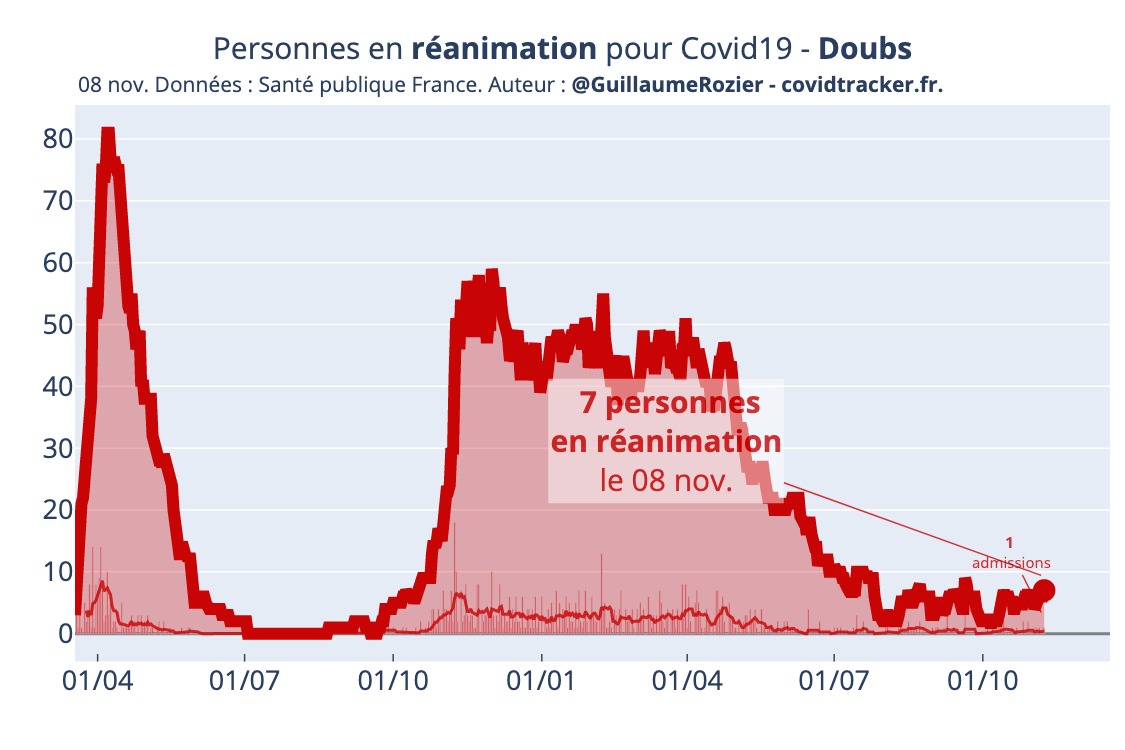 Personnes en réanimation pour Covid19 - Doubs
08 nov. Données : Santé publique France. Auteur : @GuillaumeRozier - covidtracker.fr.
80
70
60
50
40
30
20
10
0
7 personnes
en réanimation
le 08 nov.
1
admissions
01/04
01/07
01/10
01/01
01/04
01/07
01/10